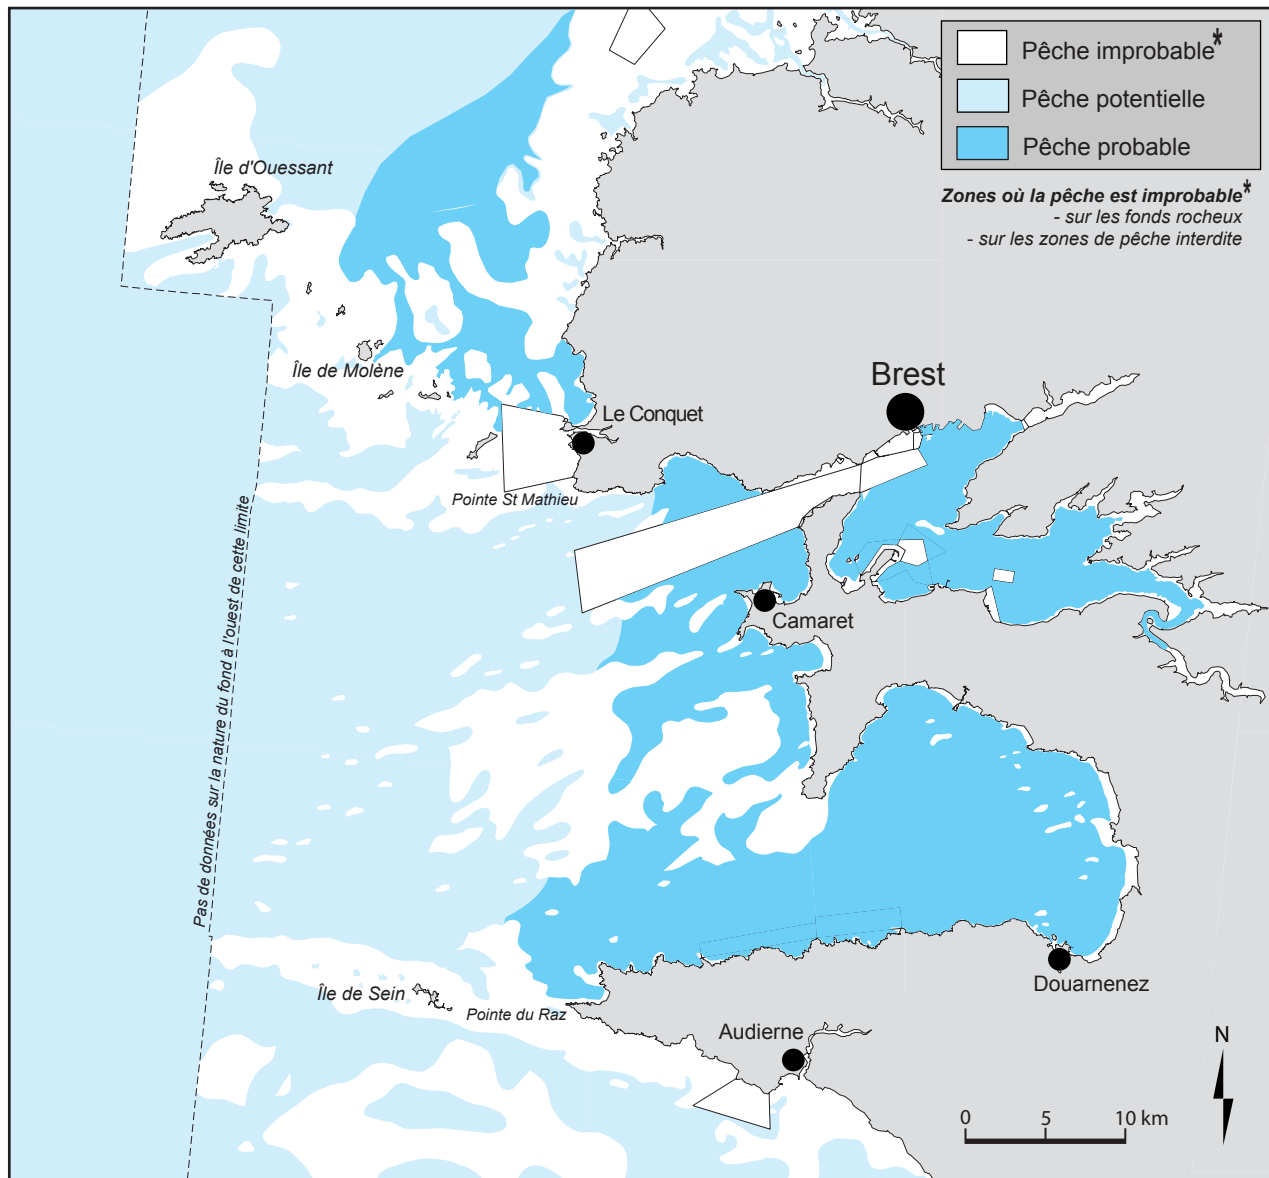 Pêche improbable*
Pêche potentielle
Pêche probable
Zones où la pêche est improbable*
- sur les fonds rocheux
- sur les zones de pêche interdite
Île d'Ouessant
Île de Molène
Brest
Le Conquet
Pointe St Mathieu
Pas de données sur la nature du fond à l'ouest de cette limite
Camaret
Île de Sein
Pointe du Raz
Douarnenez
Audierne
N
0 5 10 km